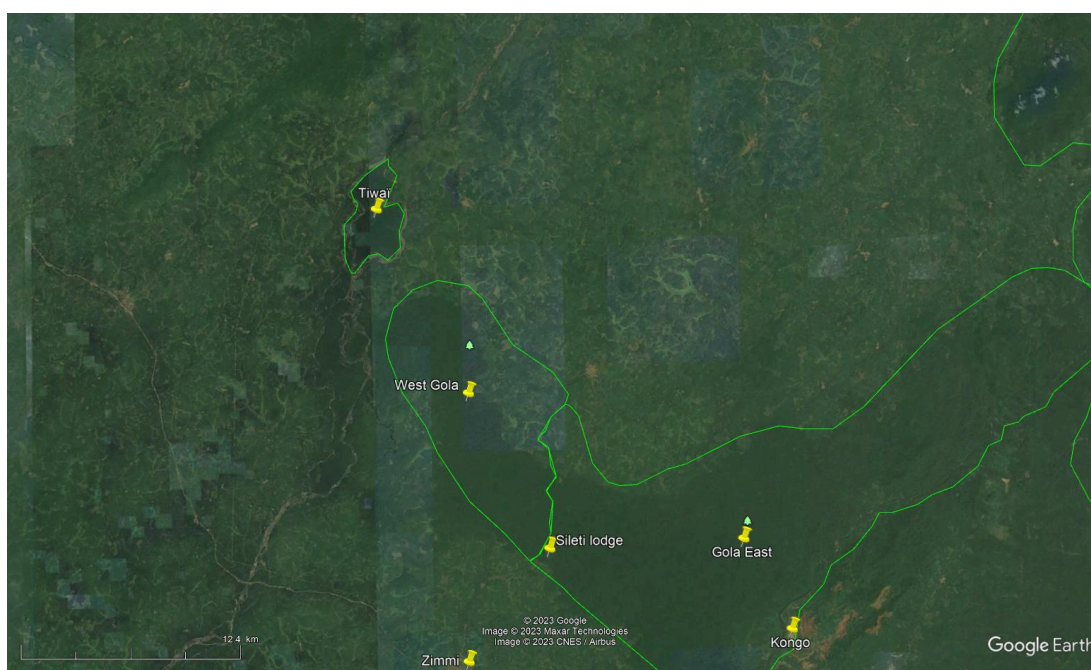 Tiwaï
West Gola
Sileti lodge
Gola East
Kongo
Zimmi
12.4 km
© 2023 Google
Image © 2023 Maxar Technologies
Image © 2023 CNES / Airbus
Google Earth